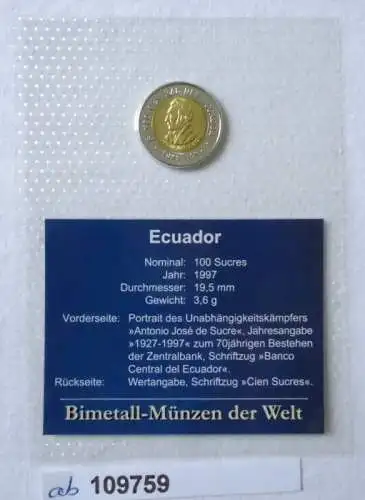 Ecuador
Nominal: 100 Sucres
Jahr: 1997
Durchmesser: 19,5 mm
Gewicht: 3,6 g
Vorderseite: Portrait des Unabhängigkeitskämpfers
»Antonio José de Sucre«, Jahresangabe
»1927-1997« zum 70jährigen Bestehen
der Zentralbank, Schriftzug »Banco
Central del Ecuador«.
Rückseite: Wertangabe, Schriftzug »Cien Sucres«.
Bimetall-Münzen der Welt
ab 109759